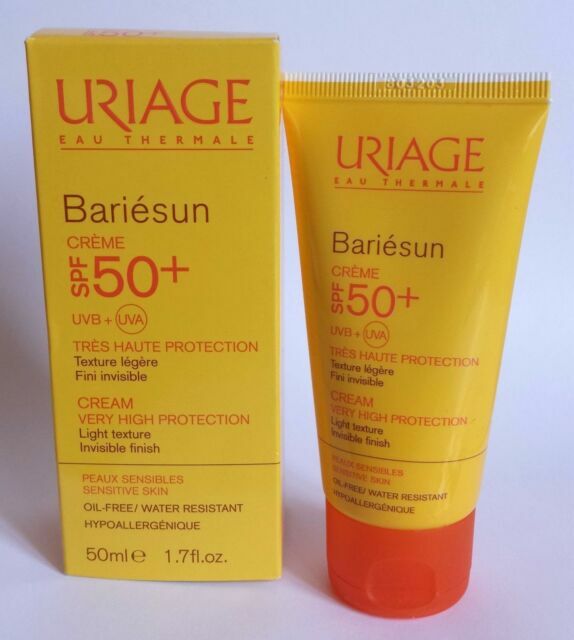 URIAGE
EAU THERMALE
Bariésun
CRÈME
SPF 50+
UVB + UVA
TRÈS HAUTE PROTECTION
Texture légère
Fini invisible
CREAM
VERY HIGH PROTECTION
Light texture
Invisible finish
PEAUX SENSIBLES
SENSITIVE SKIN
OIL-FREE/ WATER RESISTANT
HYPOALLERGÉNIQUE
50ml e 1.7fl.oz.
URIAGE
EAU THERMALE
Bariésun
CRÈME
SPF 50+
UVB + UVA
TRÈS HAUTE PROTECTION
Texture légère
Fini invisible
CREAM
VERY HIGH PROTECTION
Light texture
Invisible finish
PEAUX SENSIBLES
SENSITIVE SKIN
OIL-FREE/ WATER RESISTANT
HYPOALLERGÉNIQUE